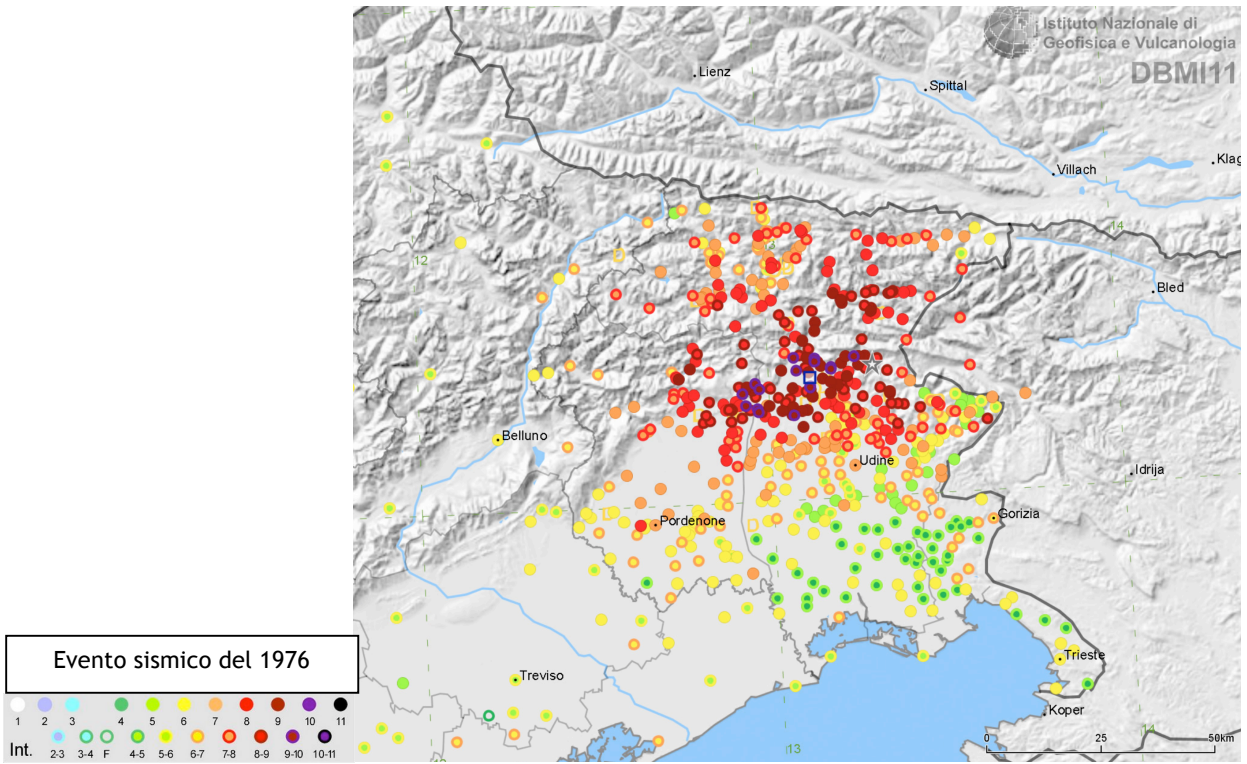 Istituto Nazionale di
Geofisica e Vulcanologia
DBMI11
Lienz
Spittal
Villach
Klag
14
12
13
Bled
Belluno
Udine
Idrija
Gorizia
Pordenone
D
D
D
Evento sismico del 1976
Treviso
Trieste
Koper
1 2 3 4 5 6 7 8 9 10 11
Int. 2-3 3-4 F 4-5 5-6 6-7 7-8 8-9 9-10 10-11
12
13
14
0 25 50km